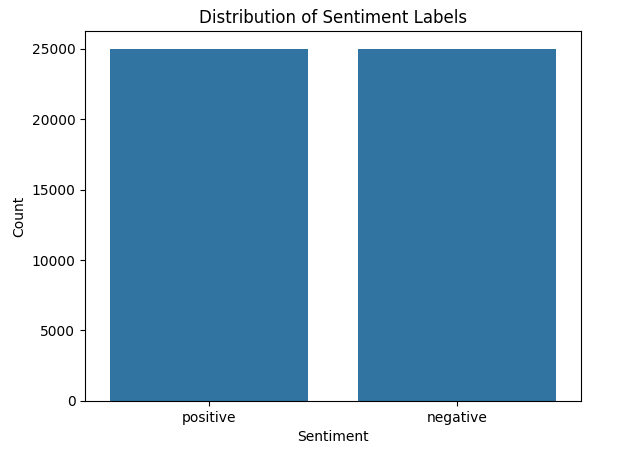 Distribution of Sentiment Labels
25000
20000
15000
10000
5000
0
Count
positive
negative
Sentiment